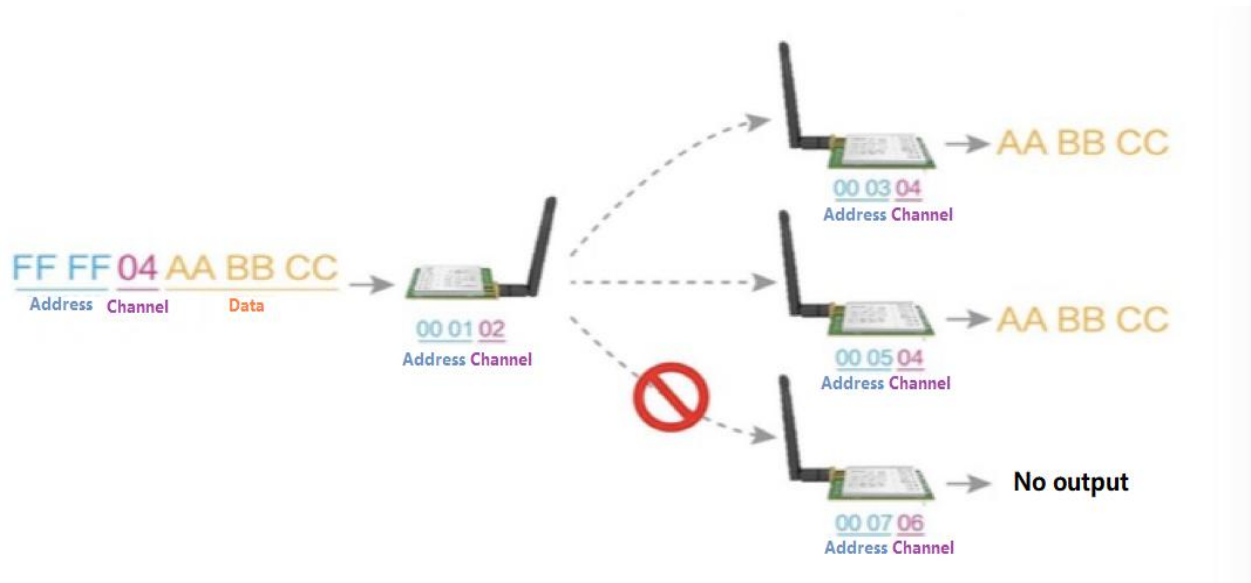 FF FF 04 AA BB CC
Address Channel Data
00 01 02
Address Channel
00 03 04
Address Channel
AA BB CC
00 05 04
Address Channel
AA BB CC
00 07 06
Address Channel
No output